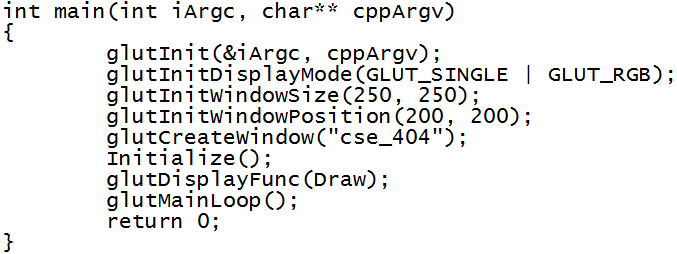 int main(int iArgc, char** cppArgv)
{
        glutInit(&iArgc, cppArgv);
        glutInitDisplayMode(GLUT_SINGLE | GLUT_RGB);
        glutInitWindowSize(250, 250);
        glutInitWindowPosition(200, 200);
        glutCreateWindow("cse_404");
        Initialize();
        glutDisplayFunc(Draw);
        glutMainLoop();
        return 0;
}